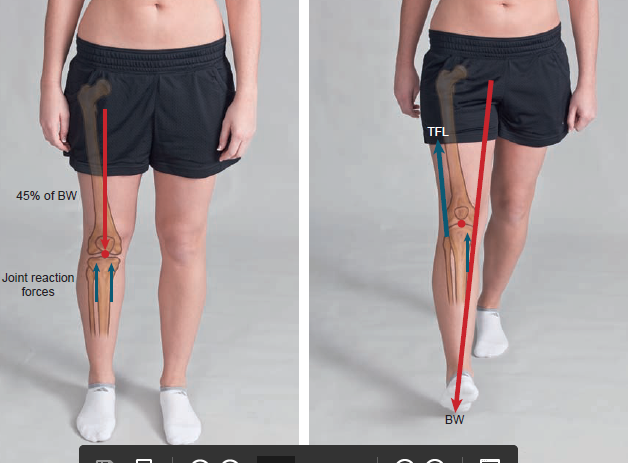 45% of BW
Joint reaction
forces
TFL
BW